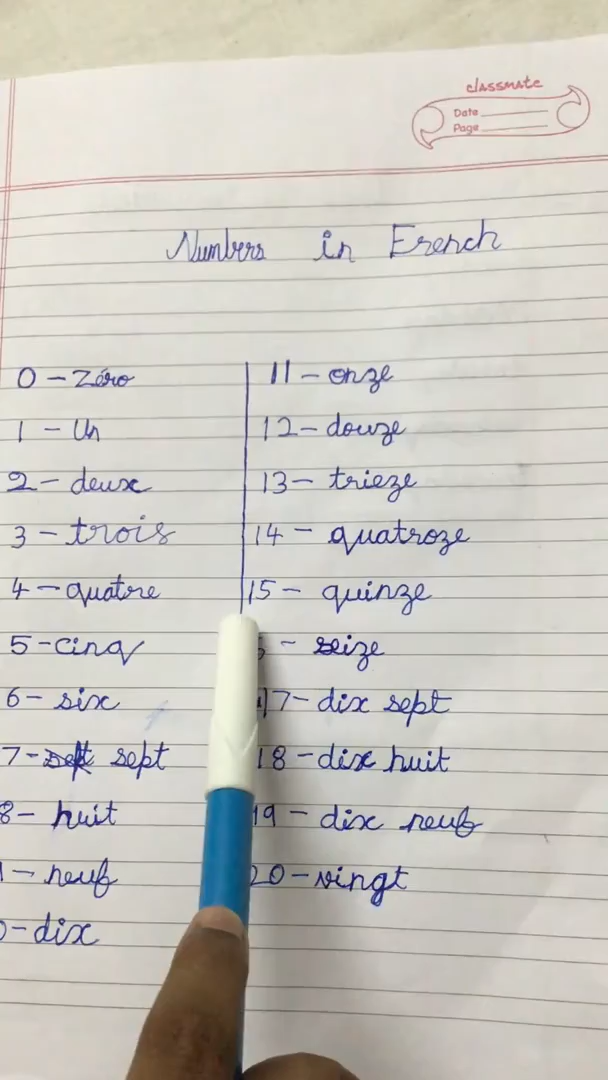 classmate
Date
Page
Numbers in French
0 - Zéro
1 - Un
2 - deux
3 - trois
4 - quatre
5 - cinq
6 - six
7 - sept
8 - huit
- neuf
- dix
11 - onze
12 - douze
13 - trieze
14 - quatroze
15 - quinze
6 - seize
17 - dix sept
18 - dix huit
19 - dix neuf
20 - vingt